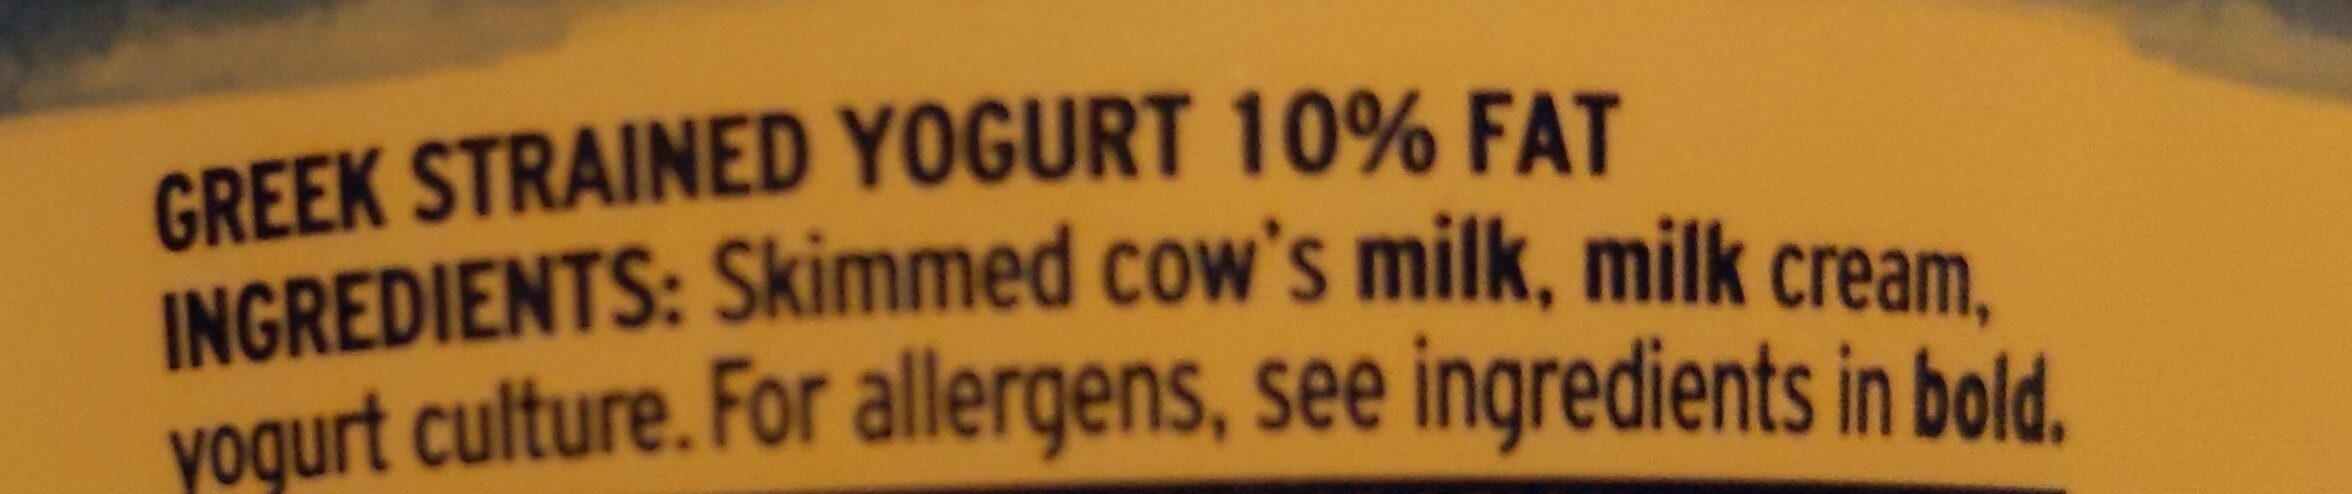 GREEK STRAINED YOGURT 10% FAT
INGREDIENTS: Skimmed cow's milk, milk cream,
yogurt culture. For allergens, see ingredients in bold.